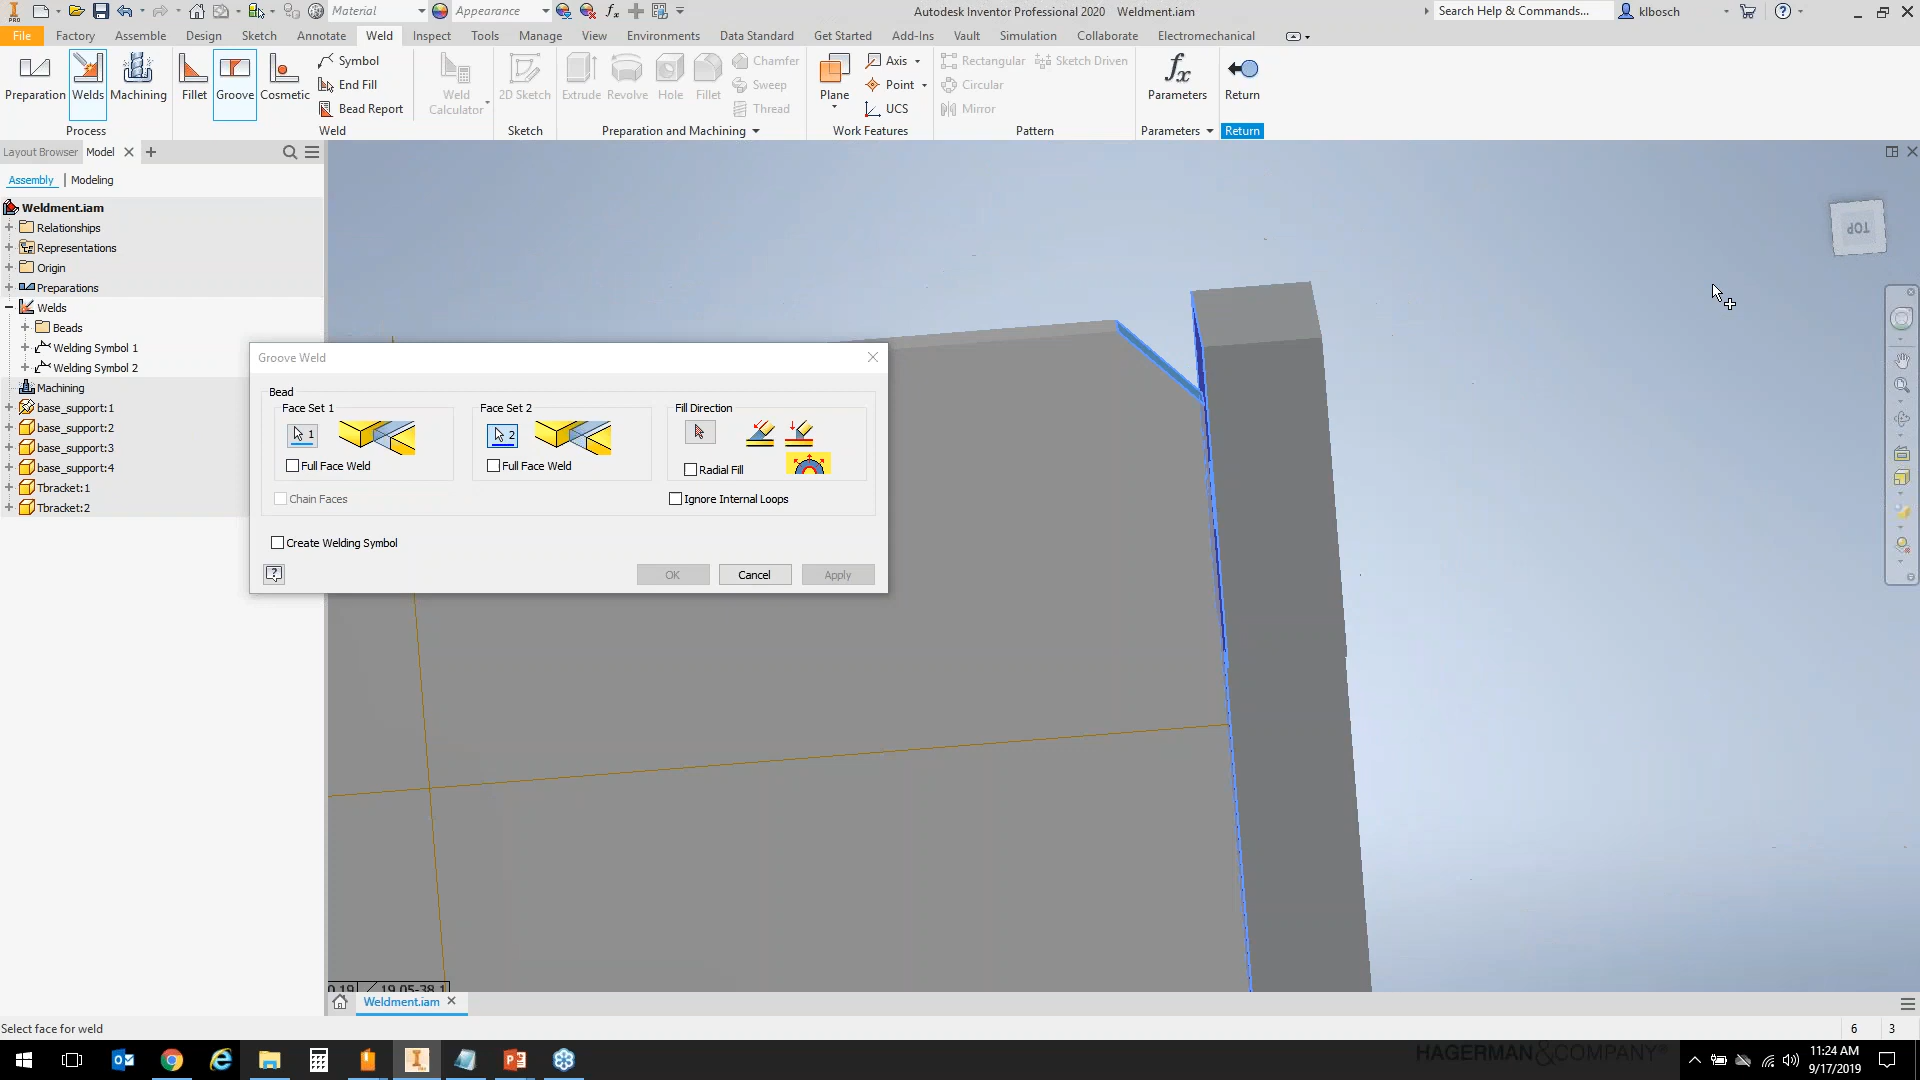 Material
Appearance
Autodesk Inventor Professional 2020 Weldment.iam
Search Help & Commands...
klbosch
File Factory Assemble Design Sketch Annotate Weld Inspect Tools Manage View Environments Data Standard Get Started Add-Ins Vault Simulation Collaborate Electromechanical
Preparation Welds Machining
Process
Fillet Groove Cosmetic
Symbol
End Fill
Bead Report
Weld
Weld Calculator
2D Sketch
Sketch
Extrude Revolve Hole Fillet
Chamfer
Sweep
Thread
Preparation and Machining
Plane
Axis
Point
UCS
Work Features
Rectangular
Circular
Mirror
Sketch Driven
Pattern
Parameters
Parameters
Return
Return
Layout Browser Model
Assembly Modeling
Weldment.iam
Relationships
Representations
Origin
Preparations
Welds
Beads
Welding Symbol 1
Welding Symbol 2
Machining
base_support:1
base_support:2
base_support:3
base_support:4
Tbracket:1
Tbracket:2
Groove Weld
Bead
Face Set 1
1
Full Face Weld
Face Set 2
2
Full Face Weld
Fill Direction
Radial Fill
Chain Faces
Ignore Internal Loops
Create Welding Symbol
OK Cancel Apply
TOP
Weldment.iam
Select face for weld
6 3
HAGERMAN&COMPANY
11:24 AM
9/17/2019